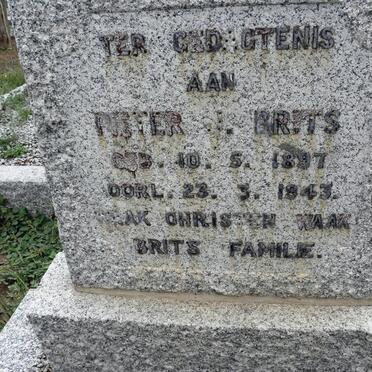 TER GEDAGTENIS
AAN
PIETER J. BRITS
GEB. 10. 5. 1897
OORL. 23. 3. 1943.
WAAK CHRISTEN WAAK
BRITS FAMILIE.